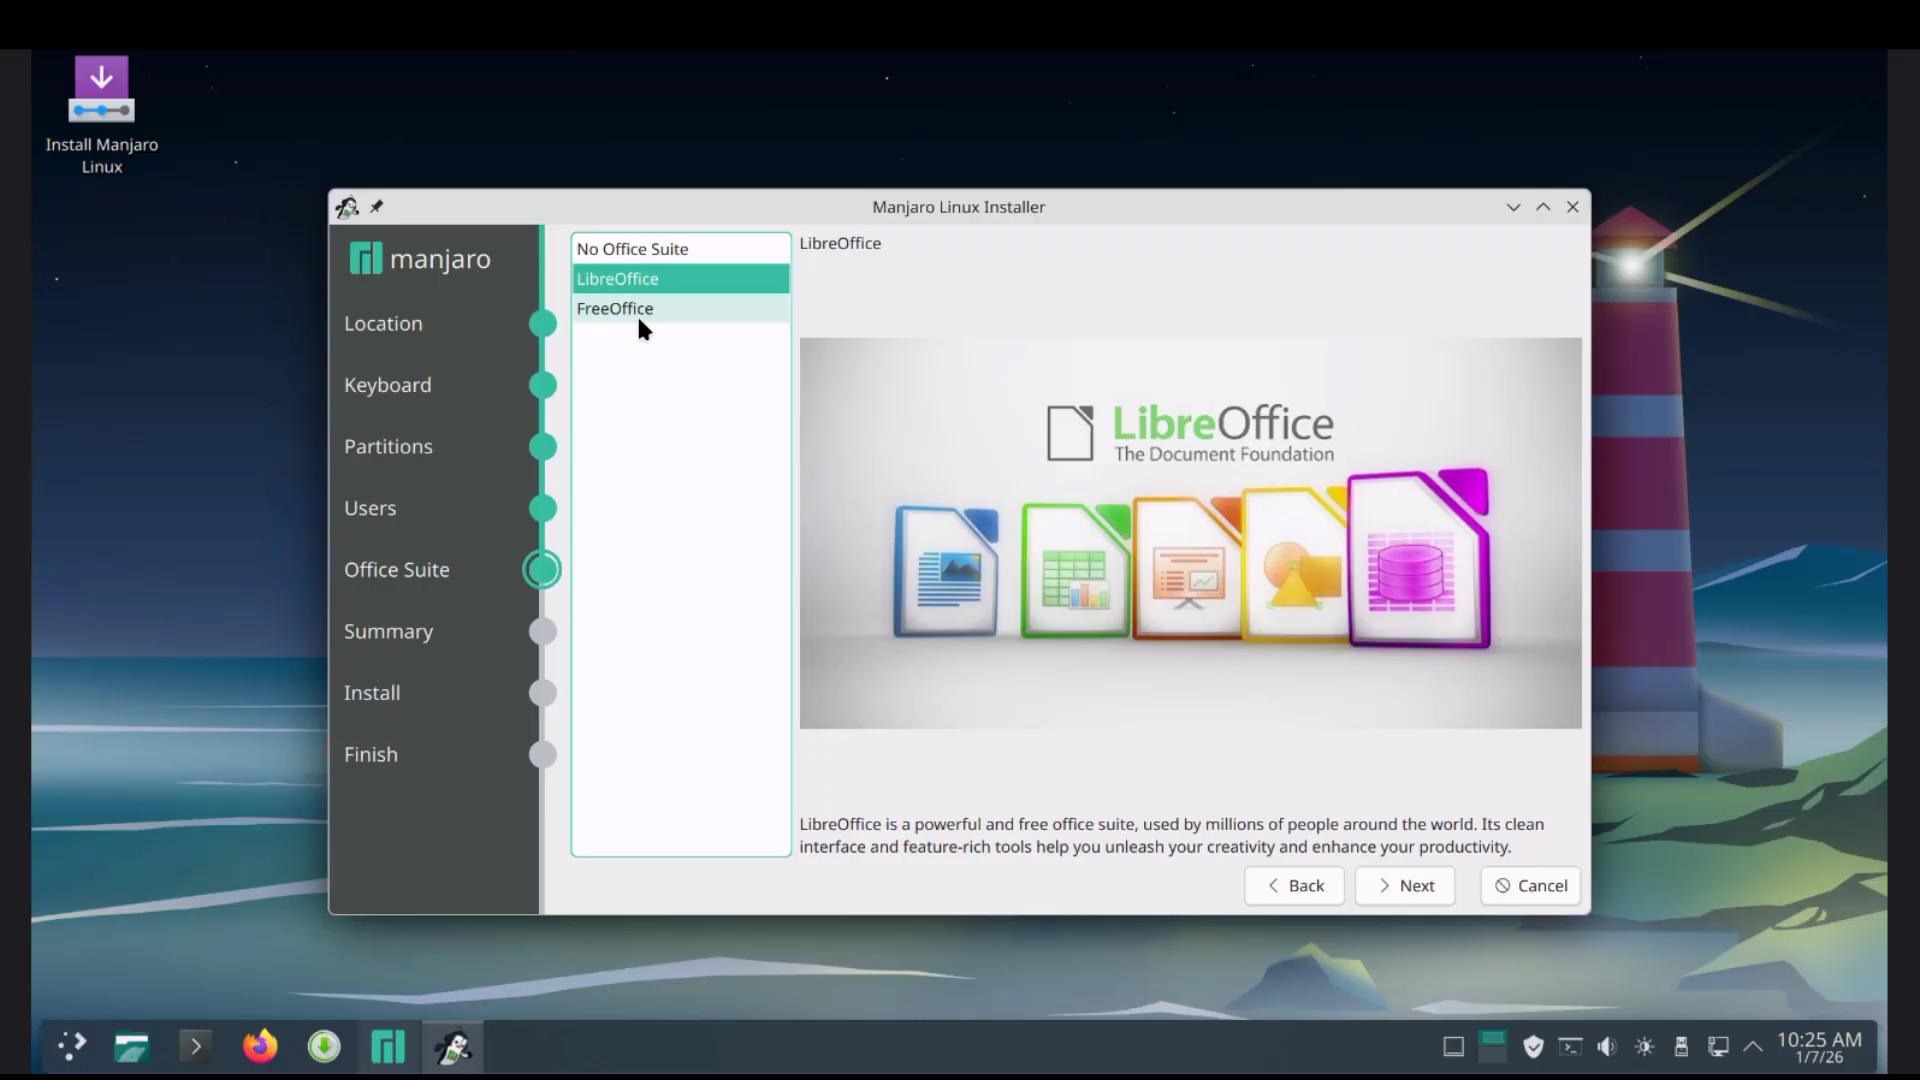 Install Manjaro
Linux
Manjaro Linux Installer
manjaro
Location
Keyboard
Partitions
Users
Office Suite
Summary
Install
Finish
No Office Suite
LibreOffice
FreeOffice
LibreOffice
LibreOffice
The Document Foundation
LibreOffice is a powerful and free office suite, used by millions of people around the world. Its clean
interface and feature-rich tools help you unleash your creativity and enhance your productivity.
Back
Next
Cancel
10:25 AM
1/7/26